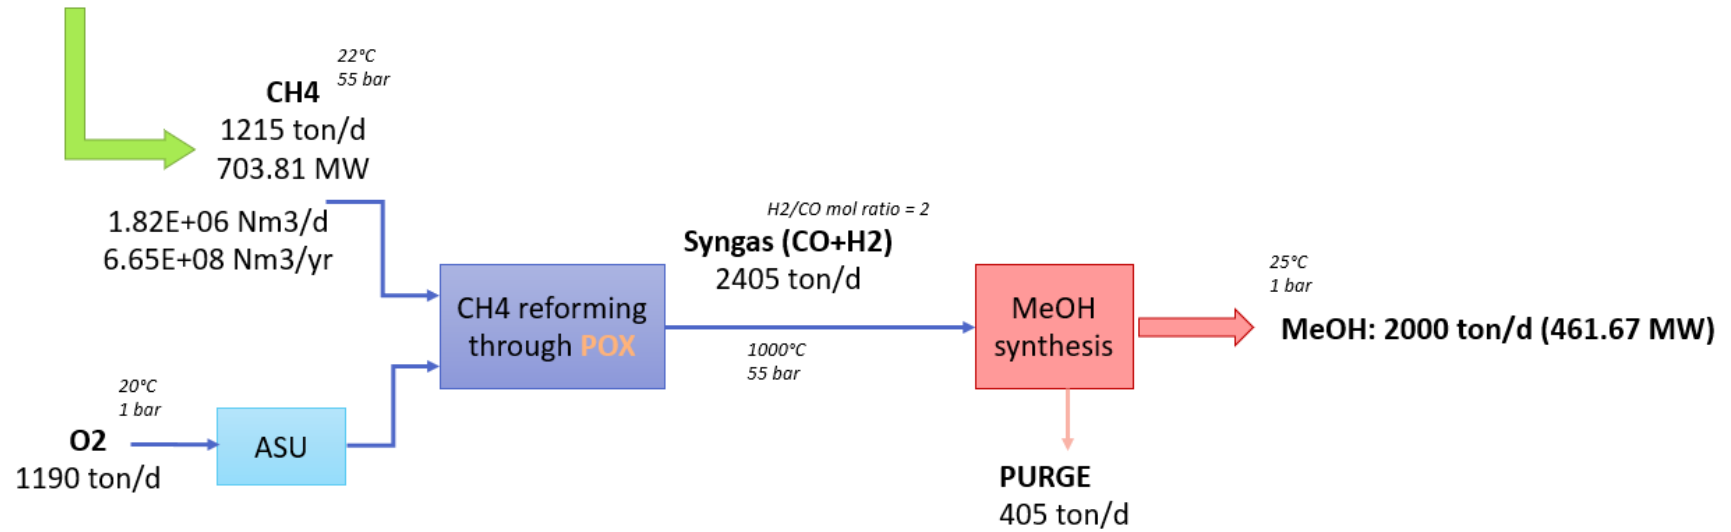 22°C
55 bar
CH4
1215 ton/d
703.81 MW
1.82E+06 Nm3/d
6.65E+08 Nm3/yr
20°C
1 bar
O2
1190 ton/d
ASU
CH4 reforming
through POX
H2/CO mol ratio = 2
Syngas (CO+H2)
2405 ton/d
1000°C
55 bar
MeOH
synthesis
25°C
1 bar
MeOH: 2000 ton/d (461.67 MW)
PURGE
405 ton/d